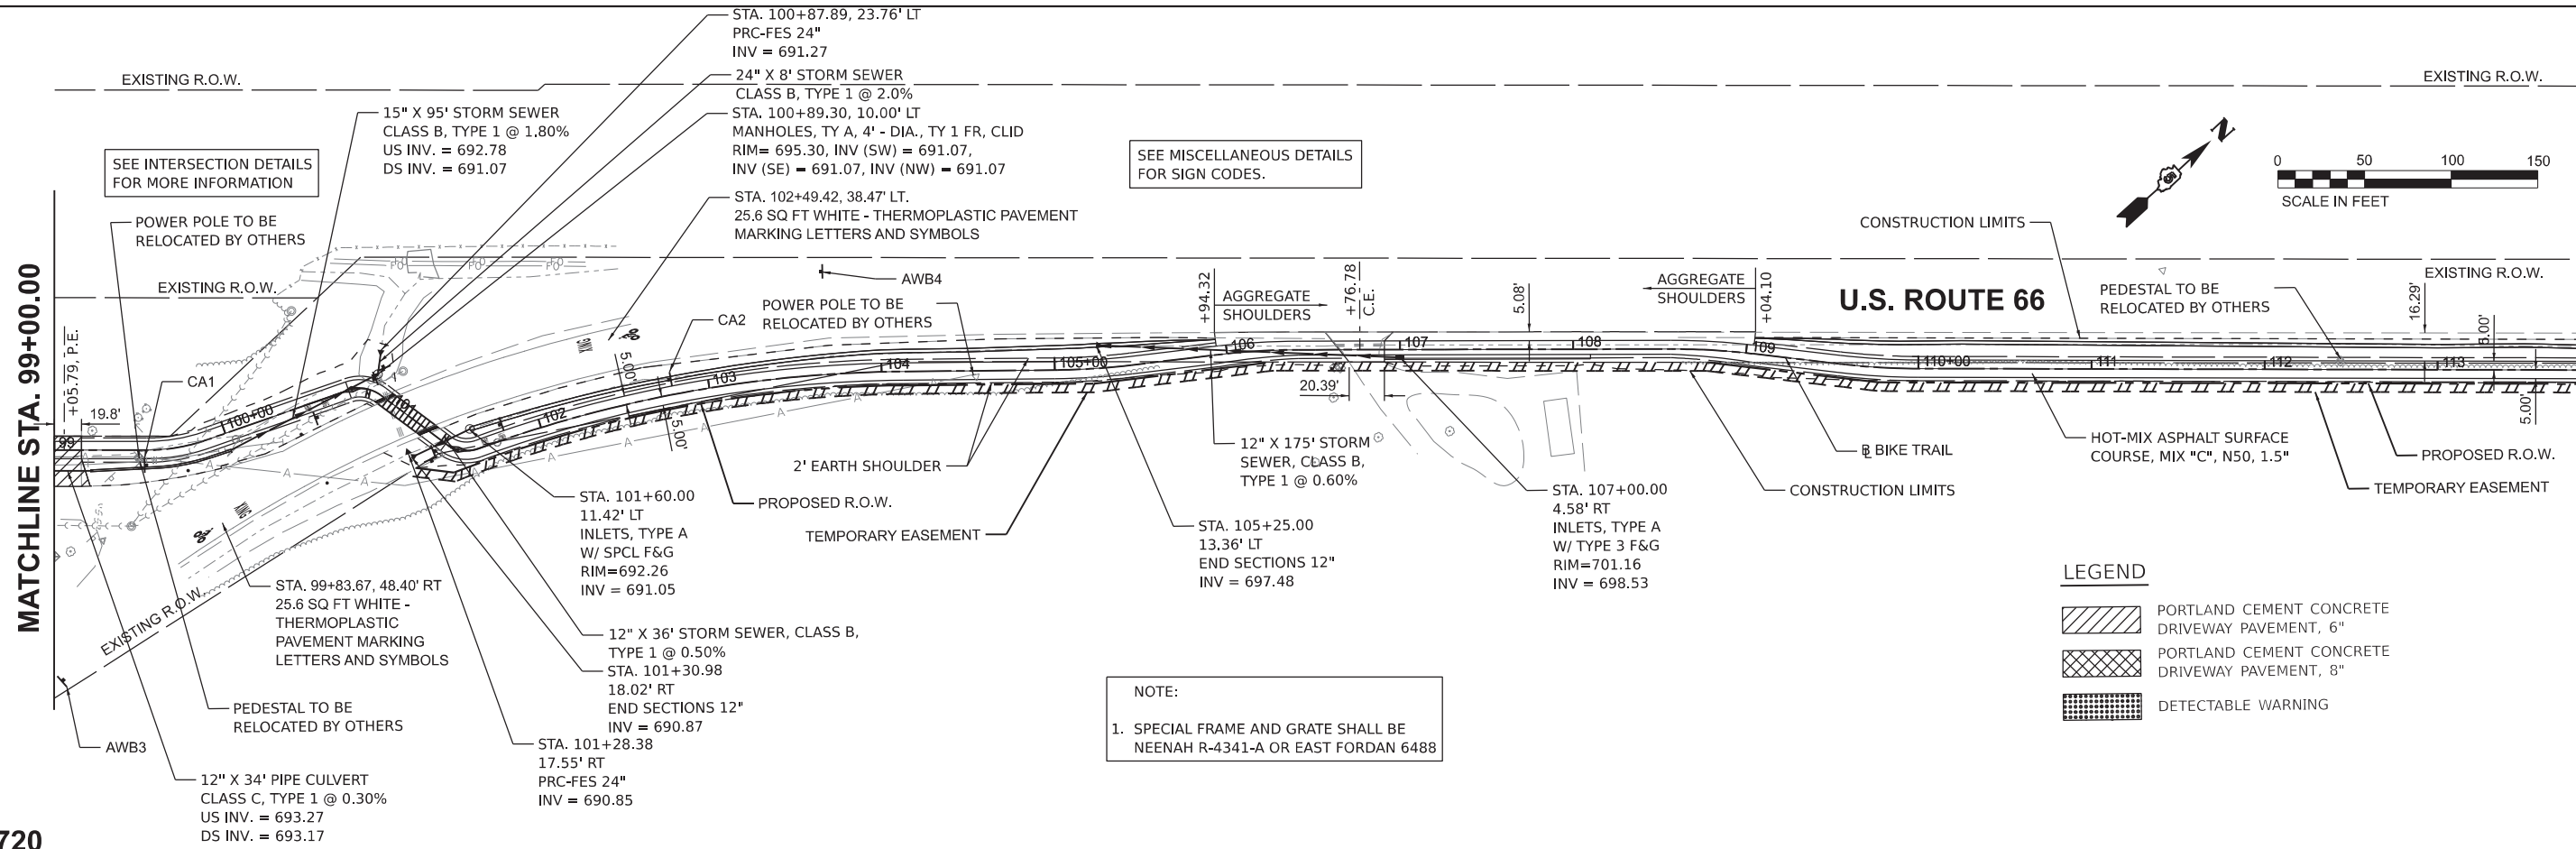 STA. 100+87.89, 23.76' LT
PRC-FES 24"
INV = 691.27
24" X 8' STORM SEWER
CLASS B, TYPE 1 @ 2.0%
STA. 100+89.30, 10.00' LT
MANHOLES, TY A, 4' - DIA., TY 1 FR, CLID
RIM= 695.30, INV (SW) = 691.07,
INV (SE) = 691.07, INV (NW) = 691.07
STA. 102+49.42, 38.47' LT.
25.6 SQ FT WHITE - THERMOPLASTIC PAVEMENT
MARKING LETTERS AND SYMBOLS
EXISTING R.O.W.
EXISTING R.O.W.
15" X 95' STORM SEWER
CLASS B, TYPE 1 @ 1.80%
US INV. = 692.78
DS INV. = 691.07
SEE INTERSECTION DETAILS
FOR MORE INFORMATION
SEE MISCELLANEOUS DETAILS
FOR SIGN CODES.
N
0 50 100 150
SCALE IN FEET
POWER POLE TO BE
RELOCATED BY OTHERS
CONSTRUCTION LIMITS
MATCHLINE STA. 99+00.00
EXISTING R.O.W.
FO FO FO
AWB4
POWER POLE TO BE
RELOCATED BY OTHERS
+94.32
AGGREGATE
SHOULDERS
+76.78
C.E.
5.08'
AGGREGATE
SHOULDERS
+04.10
U.S. ROUTE 66
PEDESTAL TO BE
RELOCATED BY OTHERS
EXISTING R.O.W.
16.29'
5.00'
5.00'
+05.79, P.E.
19.8'
CA1
CA2
XING
5.00'
5.00'
99
100+00
101
102
103
104
105+00
106
107
108
109
110+00
111
112
113
20.39'
2' EARTH SHOULDER
PROPOSED R.O.W.
TEMPORARY EASEMENT
12" X 175' STORM
SEWER, CLASS B,
TYPE 1 @ 0.60%
STA. 105+25.00
13.36' LT
END SECTIONS 12"
INV = 697.48
STA. 107+00.00
4.58' RT
INLETS, TYPE A
W/ TYPE 3 F&G
RIM=701.16
INV = 698.53
BL BIKE TRAIL
CONSTRUCTION LIMITS
HOT-MIX ASPHALT SURFACE
COURSE, MIX "C", N50, 1.5"
PROPOSED R.O.W.
TEMPORARY EASEMENT
XING
STA. 101+60.00
11.42' LT
INLETS, TYPE A
W/ SPCL F&G
RIM=692.26
INV = 691.05
STA. 99+83.67, 48.40' RT
25.6 SQ FT WHITE -
THERMOPLASTIC
PAVEMENT MARKING
LETTERS AND SYMBOLS
EXISTING R.O.W.
12" X 36' STORM SEWER, CLASS B,
TYPE 1 @ 0.50%
STA. 101+30.98
18.02' RT
END SECTIONS 12"
INV = 690.87
STA. 101+28.38
17.55' RT
PRC-FES 24"
INV = 690.85
PEDESTAL TO BE
RELOCATED BY OTHERS
AWB3
12" X 34' PIPE CULVERT
CLASS C, TYPE 1 @ 0.30%
US INV. = 693.27
DS INV. = 693.17
NOTE:
1. SPECIAL FRAME AND GRATE SHALL BE
NEENAH R-4341-A OR EAST FORDAN 6488
LEGEND
PORTLAND CEMENT CONCRETE
DRIVEWAY PAVEMENT, 6"
PORTLAND CEMENT CONCRETE
DRIVEWAY PAVEMENT, 8"
DETECTABLE WARNING
720